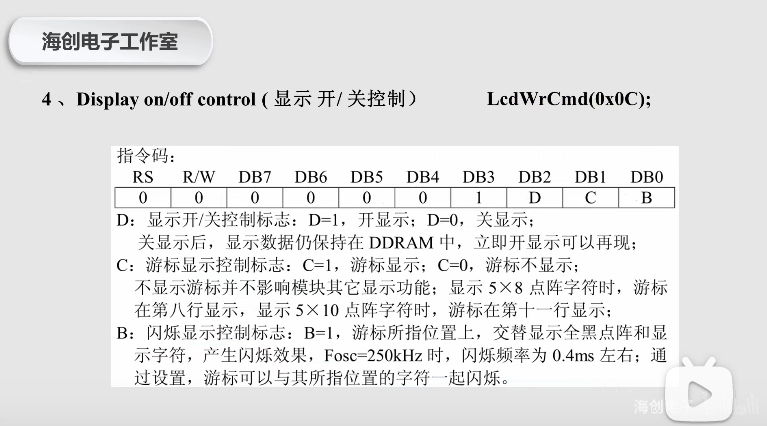 海创电子工作室
4 、Display on/off control ( 显示 开/ 关控制） LcdWrCmd(0x0C);
指令码：
RS R/W DB7 DB6 DB5 DB4 DB3 DB2 DB1 DB0
0 0 0 0 0 0 1 D C B
D：显示开/关控制标志：D=1，开显示；D=0，关显示；
关显示后，显示数据仍保持在 DDRAM 中，立即开显示可以再现；
C：游标显示控制标志：C=1，游标显示；C=0，游标不显示；
不显示游标并不影响模块其它显示功能；显示 5×8 点阵字符时，游标
在第八行显示，显示 5×10 点阵字符时，游标在第十一行显示；
B：闪烁显示控制标志：B=1，游标所指位置上，交替显示全黑点阵和显
示字符，产生闪烁效果，Fosc=250kHz 时，闪烁频率为 0.4ms 左右；通
过设置，游标可以与其所指位置的字符一起闪烁。
海创